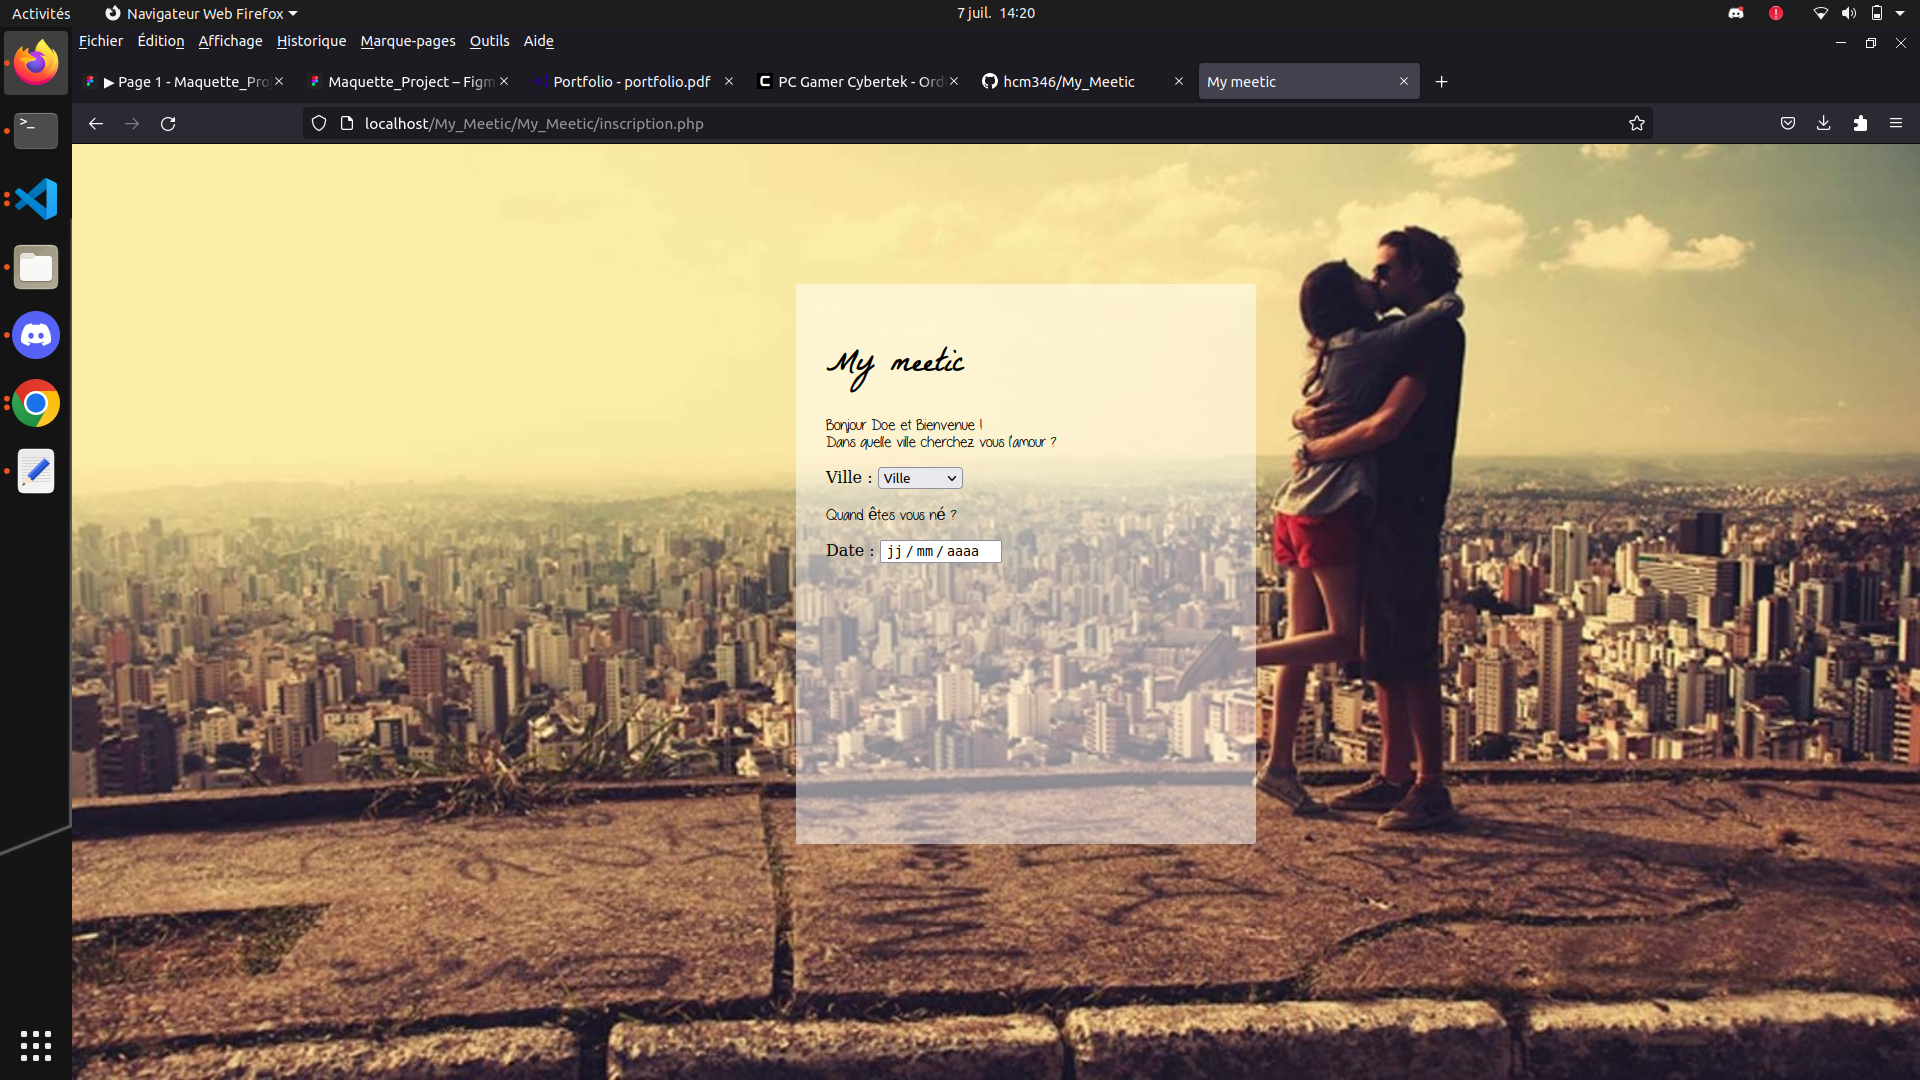 Activités
Navigateur Web Firefox
7 juil. 14:20
Fichier Édition Affichage Historique Marque-pages Outils Aide
▶ Page 1 - Maquette_Pro
Maquette_Project – Figm
Portfolio - portfolio.pdf
PC Gamer Cybertek - Ord
hcm346/My_Meetic
My meetic
localhost/My_Meetic/My_Meetic/inscription.php
My meetic
Bonjour Doe et Bienvenue !
Dans quelle ville cherchez vous l'amour ?
Ville : Ville
Quand êtes vous né ?
Date : jj / mm / aaaa